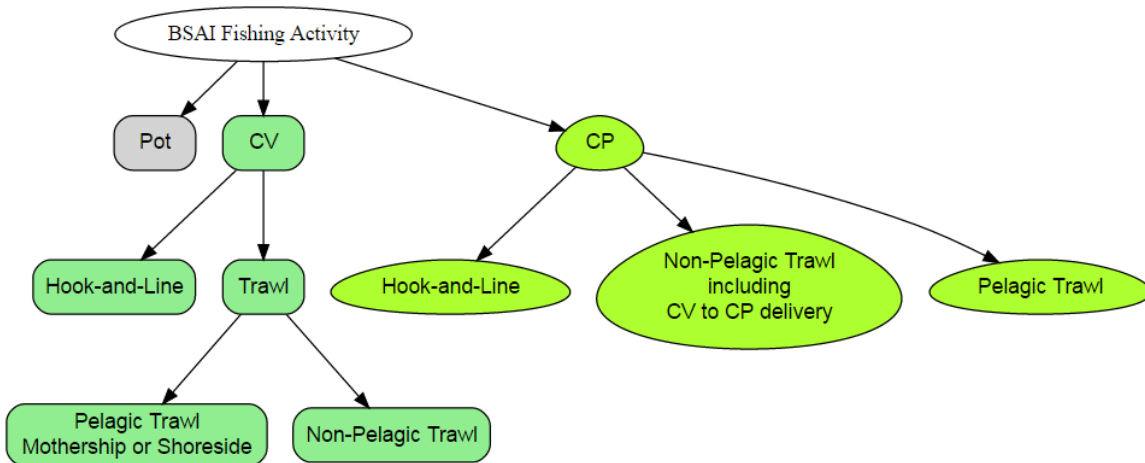 BSAI Fishing Activity
Pot
CV
CP
Hook-and-Line
Trawl
Hook-and-Line
Non-Pelagic Trawl
including
CV to CP delivery
Pelagic Trawl
Pelagic Trawl
Mothership or Shoreside
Non-Pelagic Trawl